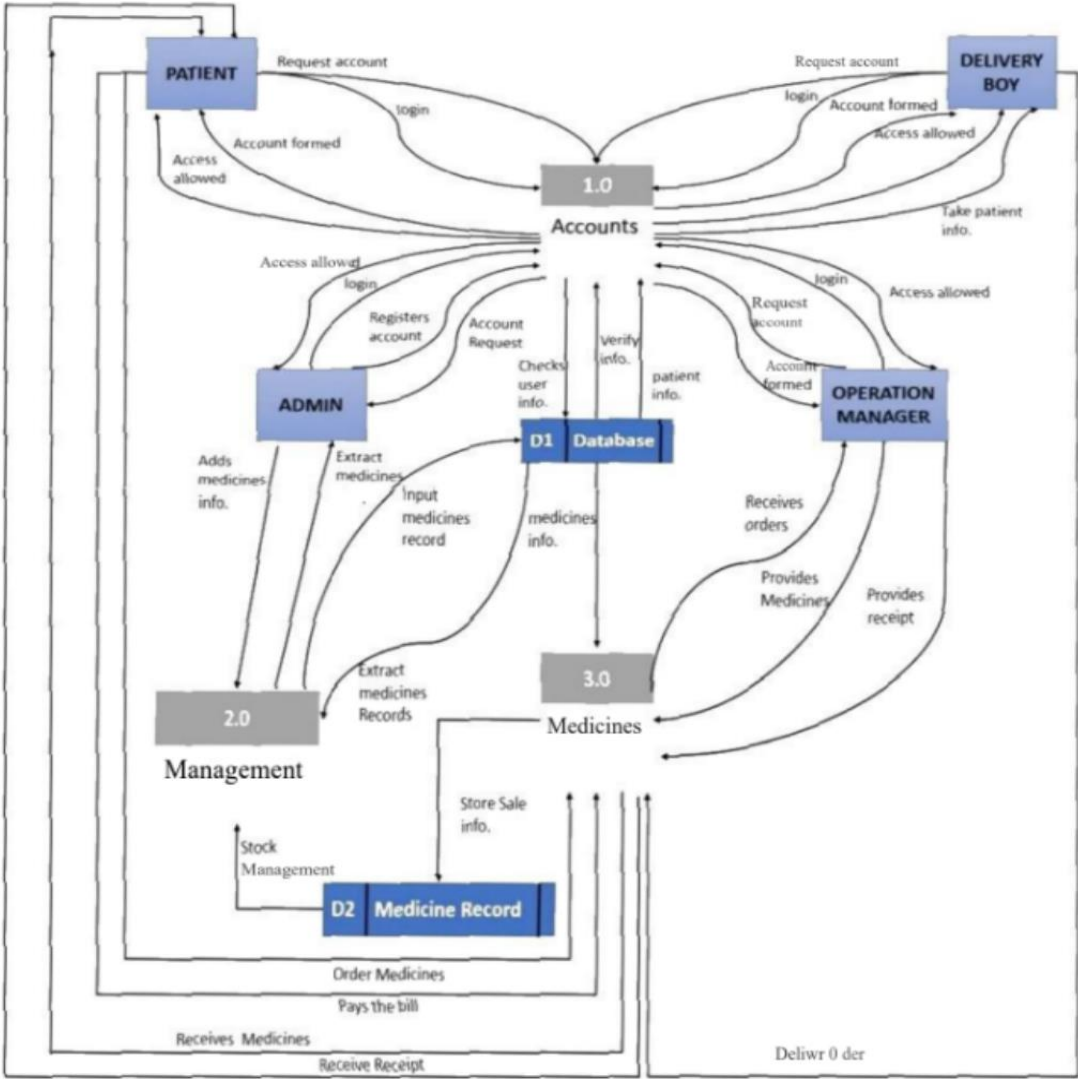 PATIENT
Request account
login
Account formed
Access
allowed
Request account
login
Account formed
Access allowed
DELIVERY
BOY
Take patient
info.
1.0
Accounts
Access allowed
login
Registers
account
Account
Request
Checks
user
info.
Verify
info.
patient
info.
Request
account
login
Access allowed
Account
formed
ADMIN
D1 Database
OPERATION
MANAGER
Adds
medicines
info.
Extract
medicines
Input
medicines
record
medicines
info.
Receives
orders
Provides
Medicines
Provides
receipt
Extract
medicines
Records
2.0
Management
3.0
Medicines
Store Sale
info.
Stock
Management
D2 Medicine Record
Order Medicines
Pays the bill
Receives Medicines
Receive Receipt
Deliwr 0 der